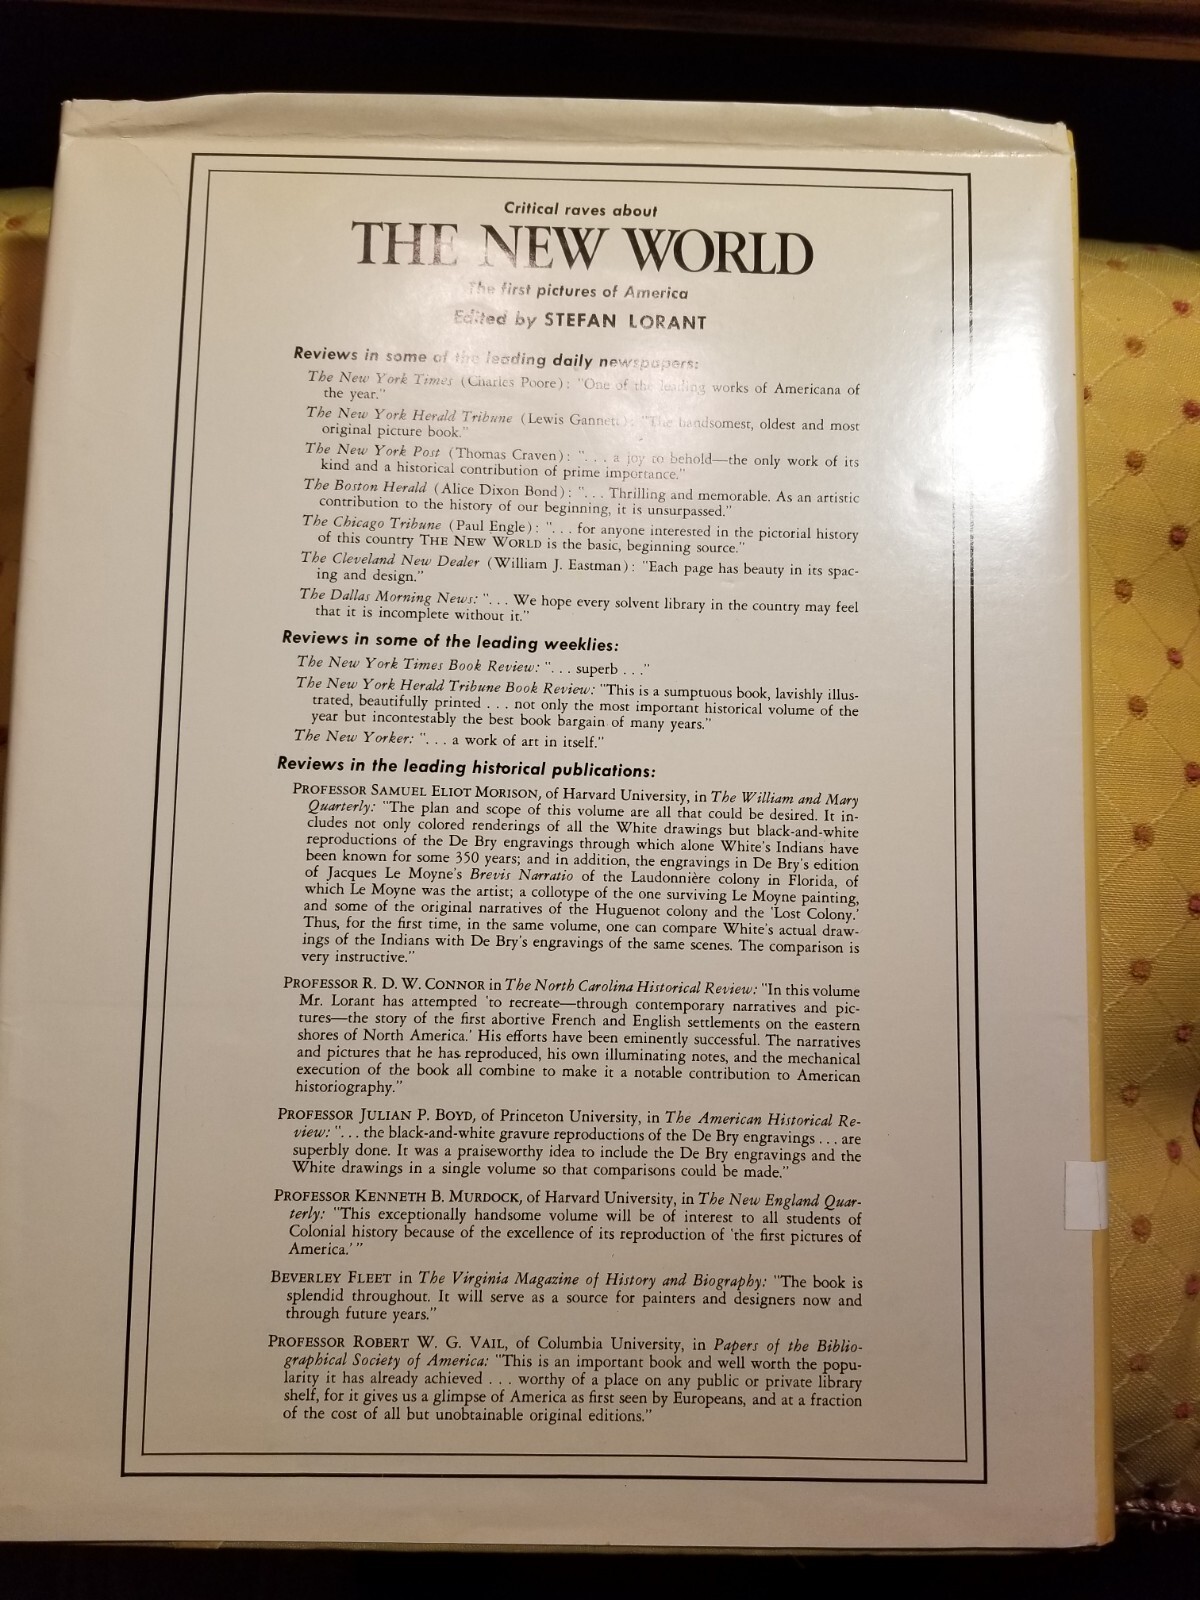 Critical raves about
THE NEW WORLD
The first pictures of America
Edited by STEFAN LORANT
Reviews in some of the leading daily newspapers:
The New York Times (Charles Poore): "One of the leading works of Americana of
the year."
The New York Herald Tribune (Lewis Gannett): "The handsomest, oldest and most
original picture book."
The New York Post (Thomas Craven): ". . . a joy to behold—the only work of its
kind and a historical contribution of prime importance."
The Boston Herald (Alice Dixon Bond): ". . . Thrilling and memorable. As an artistic
contribution to the history of our beginning, it is unsurpassed."
The Chicago Tribune (Paul Engle): ". . . for anyone interested in the pictorial history
of this country THE NEW WORLD is the basic, beginning source."
The Cleveland New Dealer (William J. Eastman): "Each page has beauty in its spac-
ing and design."
The Dallas Morning News: ". . . We hope every solvent library in the country may feel
that it is incomplete without it."
Reviews in some of the leading weeklies:
The New York Times Book Review: ". . . superb . . ."
The New York Herald Tribune Book Review: "This is a sumptuous book, lavishly illus-
trated, beautifully printed . . . not only the most important historical volume of the
year but incontestably the best book bargain of many years."
The New Yorker: ". . . a work of art in itself."
Reviews in the leading historical publications:
PROFESSOR SAMUEL ELIOT MORISON, of Harvard University, in The William and Mary
Quarterly: "The plan and scope of this volume are all that could be desired. It in-
cludes not only colored renderings of all the White drawings but black-and-white
reproductions of the De Bry engravings through which alone White's Indians have
been known for some 350 years; and in addition, the engravings in De Bry's edition
of Jacques Le Moyne's Brevis Narratio of the Laudonnière colony in Florida, of
which Le Moyne was the artist; a collotype of the one surviving Le Moyne painting,
and some of the original narratives of the Huguenot colony and the 'Lost Colony.'
Thus, for the first time, in the same volume, one can compare White's actual draw-
ings of the Indians with De Bry's engravings of the same scenes. The comparison is
very instructive."
PROFESSOR R. D. W. CONNOR in The North Carolina Historical Review: "In this volume
Mr. Lorant has attempted 'to recreate—through contemporary narratives and pic-
tures—the story of the first abortive French and English settlements on the eastern
shores of North America.' His efforts have been eminently successful. The narratives
and pictures that he has reproduced, his own illuminating notes, and the mechanical
execution of the book all combine to make it a notable contribution to American
historiography."
PROFESSOR JULIAN P. BOYD, of Princeton University, in The American Historical Re-
view: ". . . the black-and-white gravure reproductions of the De Bry engravings . . . are
superbly done. It was a praiseworthy idea to include the De Bry engravings and the
White drawings in a single volume so that comparisons could be made."
PROFESSOR KENNETH B. MURDOCK, of Harvard University, in The New England Quar-
terly: "This exceptionally handsome volume will be of interest to all students of
Colonial history because of the excellence of its reproduction of 'the first pictures of
America.' "
BEVERLEY FLEET in The Virginia Magazine of History and Biography: "The book is
splendid throughout. It will serve as a source for painters and designers now and
through future years."
PROFESSOR ROBERT W. G. VAIL, of Columbia University, in Papers of the Biblio-
graphical Society of America: "This is an important book and well worth the popu-
larity it has already achieved . . . worthy of a place on any public or private library
shelf, for it gives us a glimpse of America as first seen by Europeans, and at a fraction
of the cost of all but unobtainable original editions."